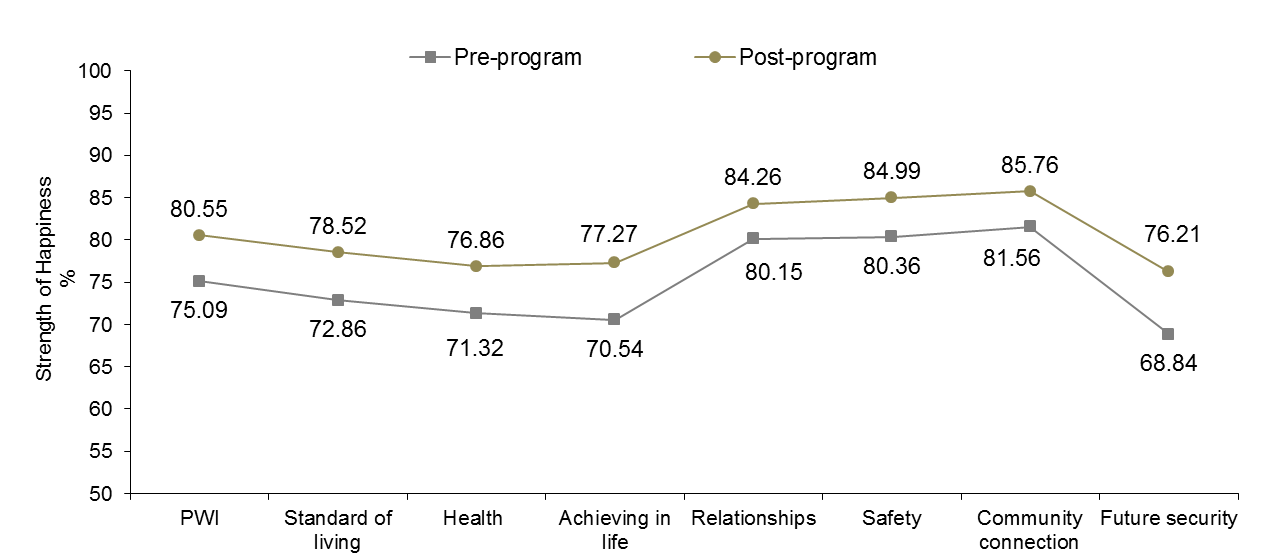 Pre-program Post-program
100
95
90
85
80
75
70
65
60
55
50
Strength of Happiness
%
80.55 78.52 76.86 77.27 84.26 84.99 85.76 76.21
75.09 72.86 71.32 70.54 80.15 80.36 81.56 68.84
PWI
Standard of
living
Health
Achieving in
life
Relationships
Safety
Community
connection
Future security